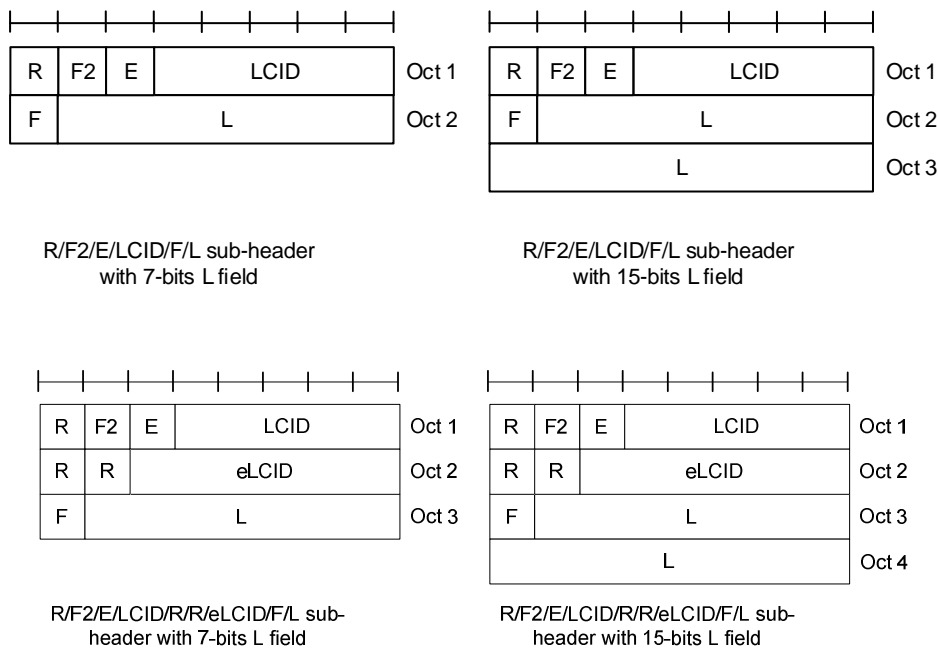 R F2 E LCID Oct 1
F L Oct 2
R/F2/E/LCID/F/L sub-header
with 7-bits L field
R F2 E LCID Oct 1
F L Oct 2
L Oct 3
R/F2/E/LCID/F/L sub-header
with 15-bits L field
R F2 E LCID Oct 1
R R eLCID Oct 2
F L Oct 3
R/F2/E/LCID/R/R/eLCID/F/L sub-
header with 7-bits L field
R F2 E LCID Oct 1
R R eLCID Oct 2
F L Oct 3
L Oct 4
R/F2/E/LCID/R/R/eLCID/F/L sub-
header with 15-bits L field